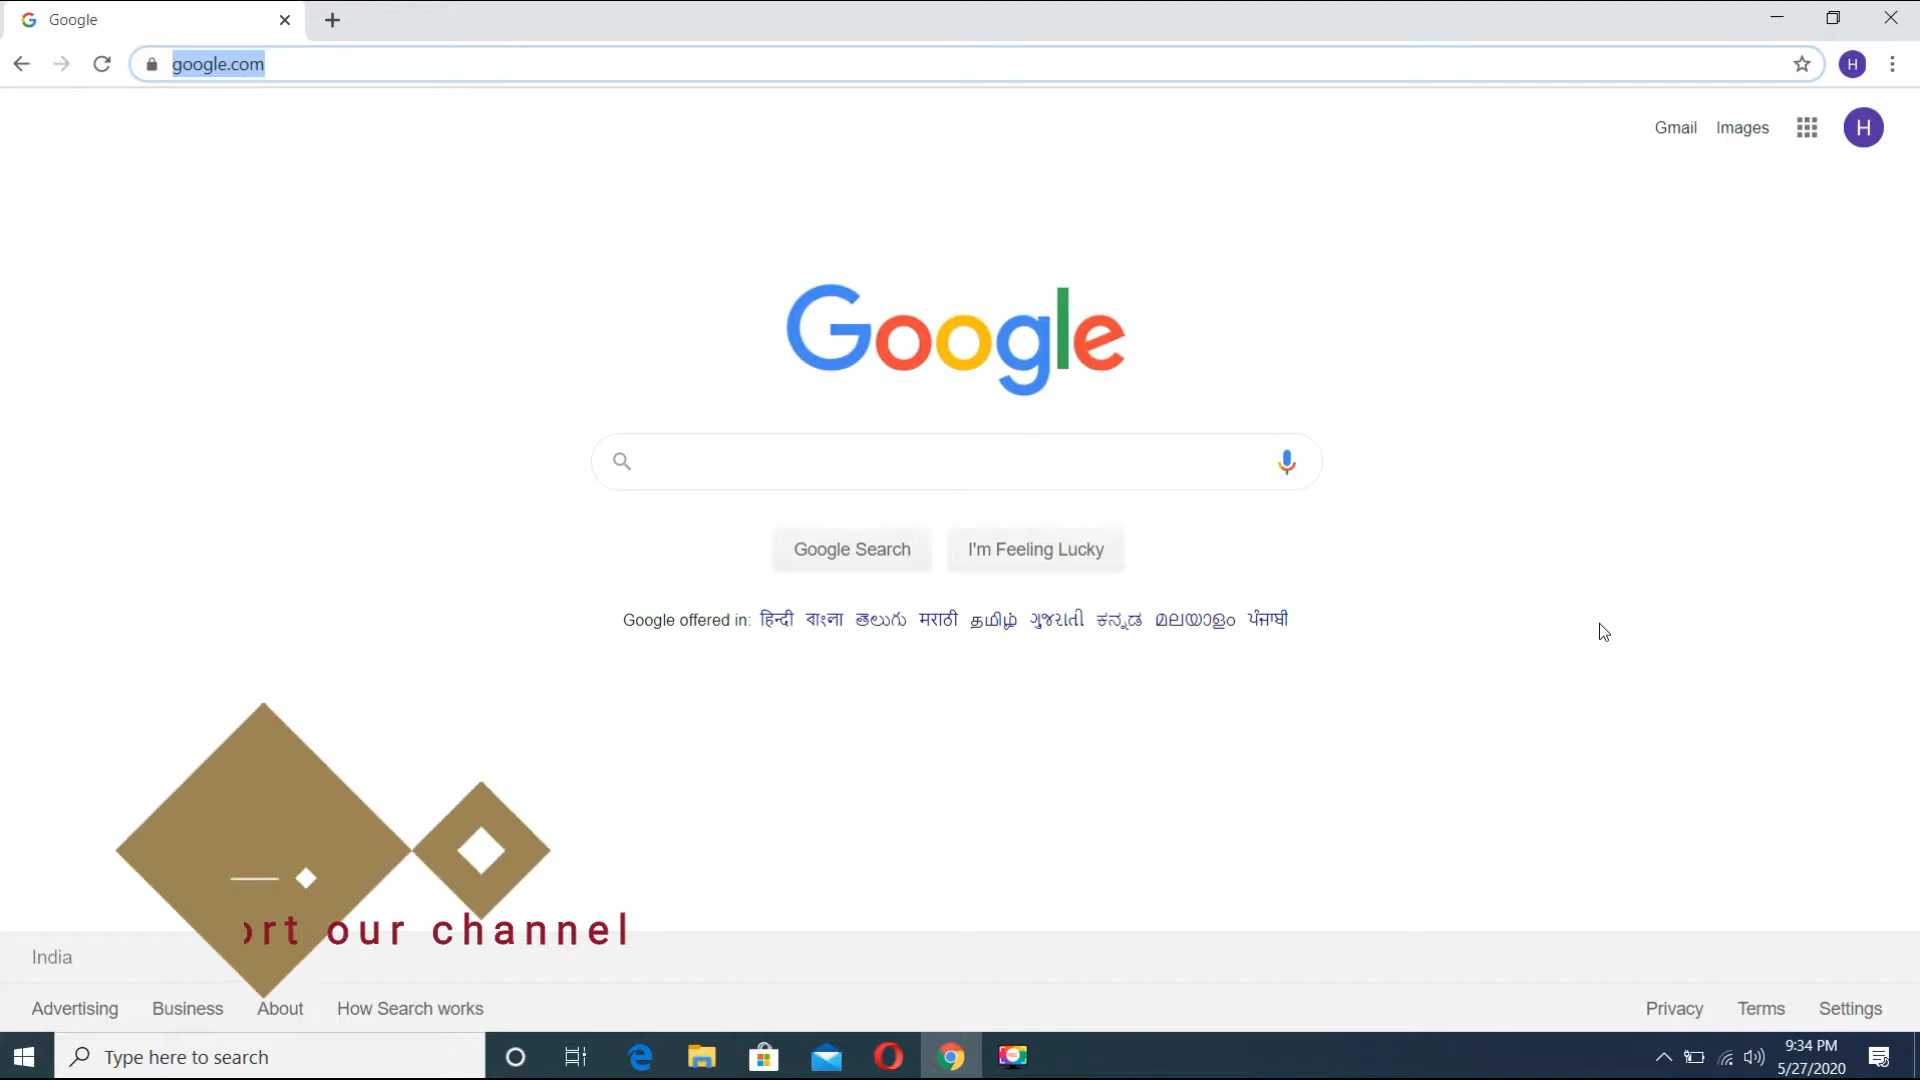 Google
google.com
H
Gmail Images
H
Google
Google Search I'm Feeling Lucky
Google offered in: हिन्दी বাংলা తెలుగు मराठी தமிழ் ગુજરાતી ಕನ್ನಡ മലയാളം ਪੰਜਾਬੀ
our channel
India
Advertising Business About How Search works
Privacy Terms Settings
Type here to search
9:34 PM
5/27/2020